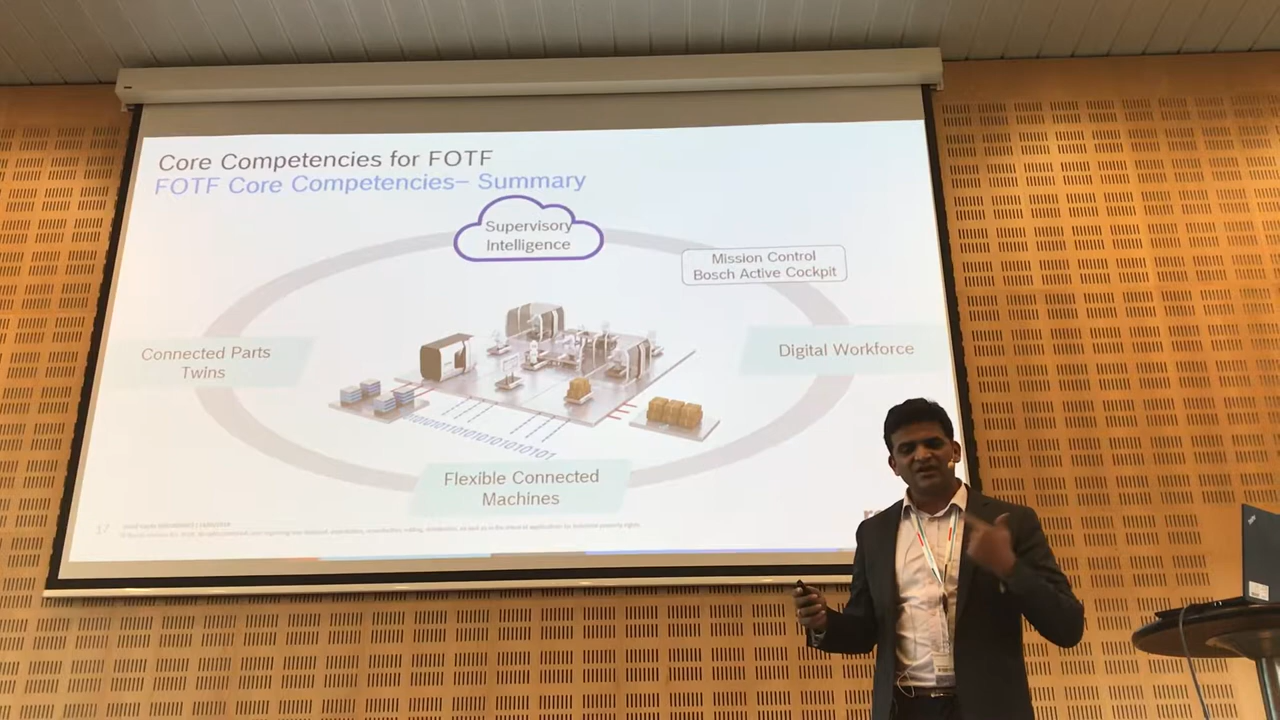 Core Competencies for FOTF
FOTF Core Competencies– Summary
Supervisory
Intelligence
Mission Control
Bosch Active Cockpit
Connected Parts
Twins
Digital Workforce
Flexible Connected
Machines
17